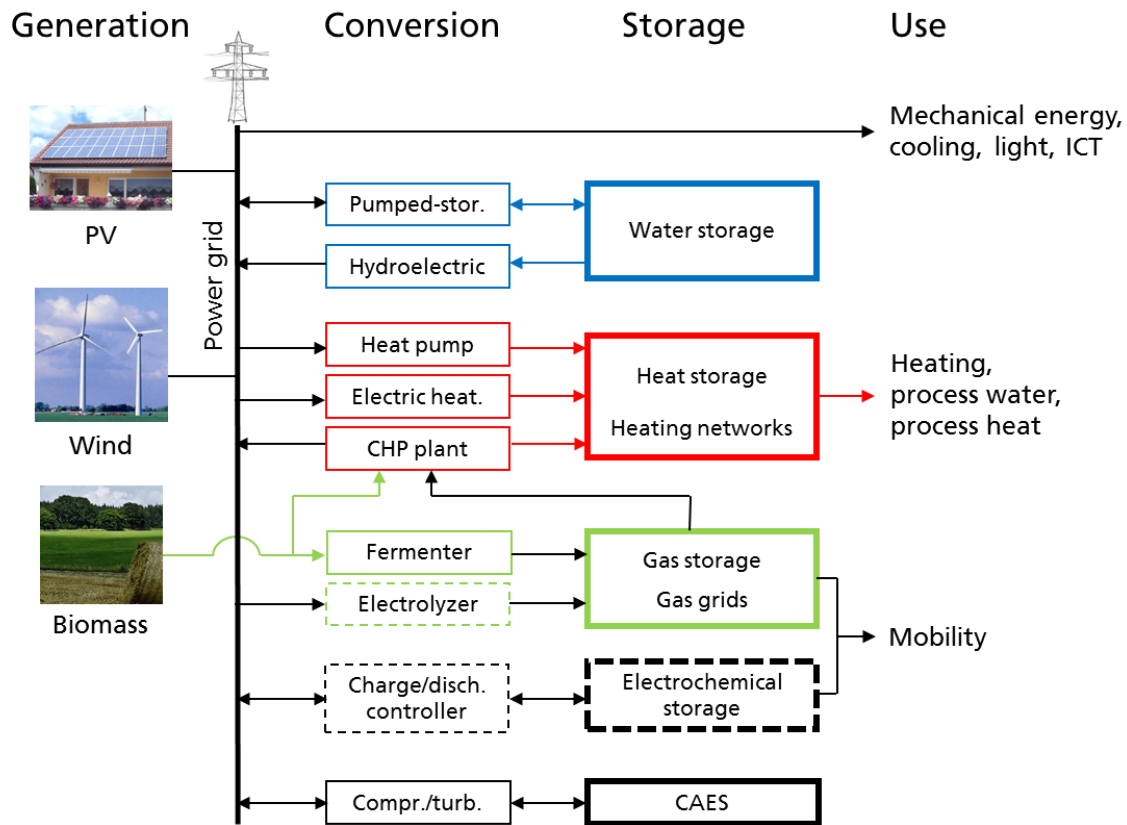 Generation
Conversion
Storage
Use
PV
Wind
Biomass
Power grid
Pumped-stor.
Hydroelectric
Heat pump
Electric heat.
CHP plant
Fermenter
Electrolyzer
Charge/disch.
controller
Compr./turb.
Water storage
Heat storage
Heating networks
Gas storage
Gas grids
Electrochemical
storage
CAES
Mechanical energy,
cooling, light, ICT
Heating,
process water,
process heat
Mobility